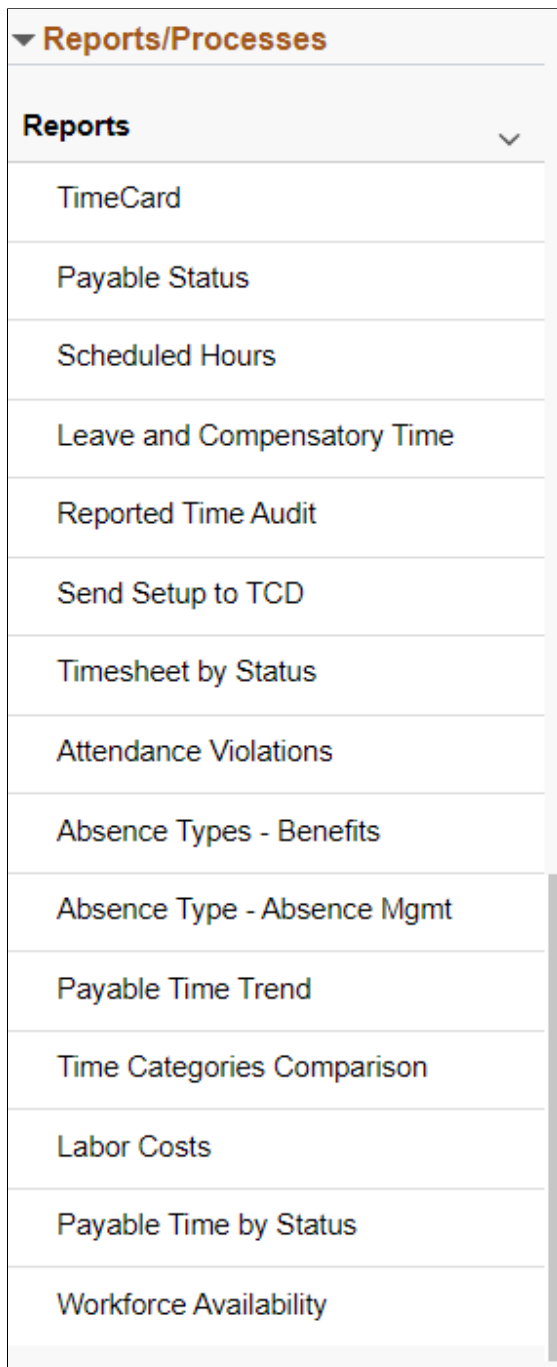 Reports/Processes
Reports
TimeCard
Payable Status
Scheduled Hours
Leave and Compensatory Time
Reported Time Audit
Send Setup to TCD
Timesheet by Status
Attendance Violations
Absence Types - Benefits
Absence Type - Absence Mgmt
Payable Time Trend
Time Categories Comparison
Labor Costs
Payable Time by Status
Workforce Availability